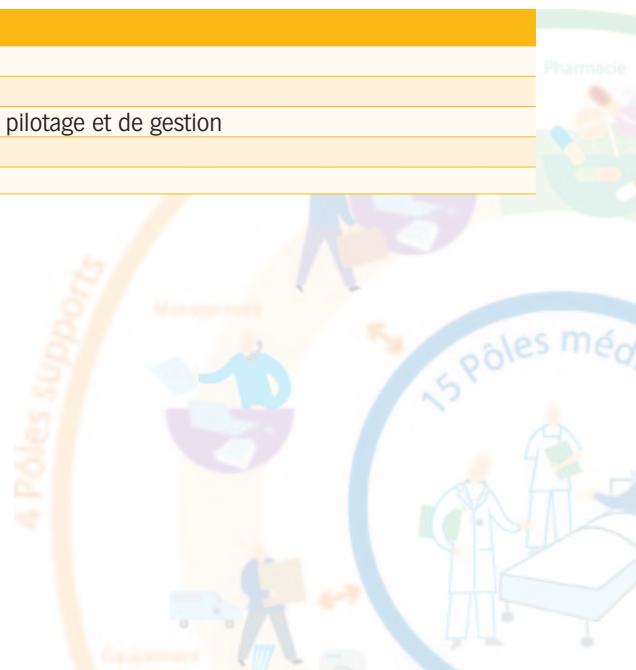 Pharmacie
pilotage et de gestion
4 Pôles supports
Management
15 Pôles méd
Équipement